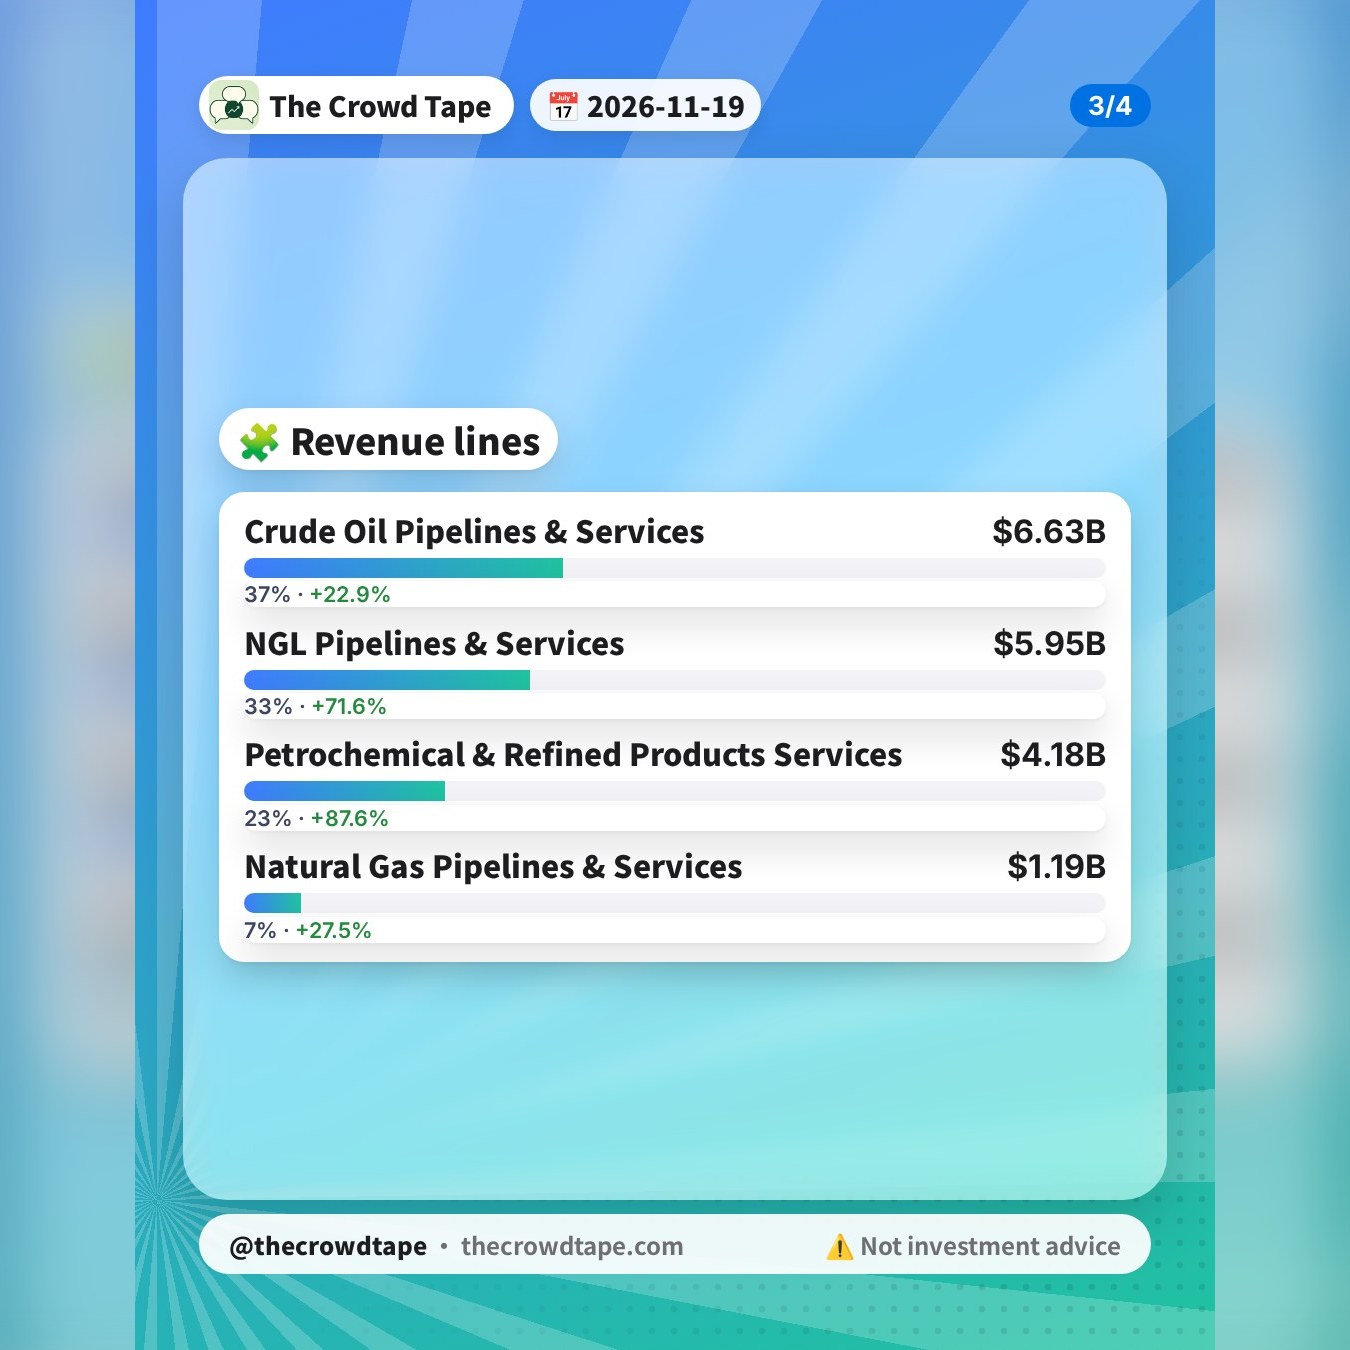 The Crowd Tape
July 17 2026-11-19
3/4
Revenue lines
Crude Oil Pipelines & Services $6.63B
37% · +22.9%
NGL Pipelines & Services $5.95B
33% · +71.6%
Petrochemical & Refined Products Services $4.18B
23% · +87.6%
Natural Gas Pipelines & Services $1.19B
7% · +27.5%
@thecrowdtape • thecrowdtape.com
Not investment advice